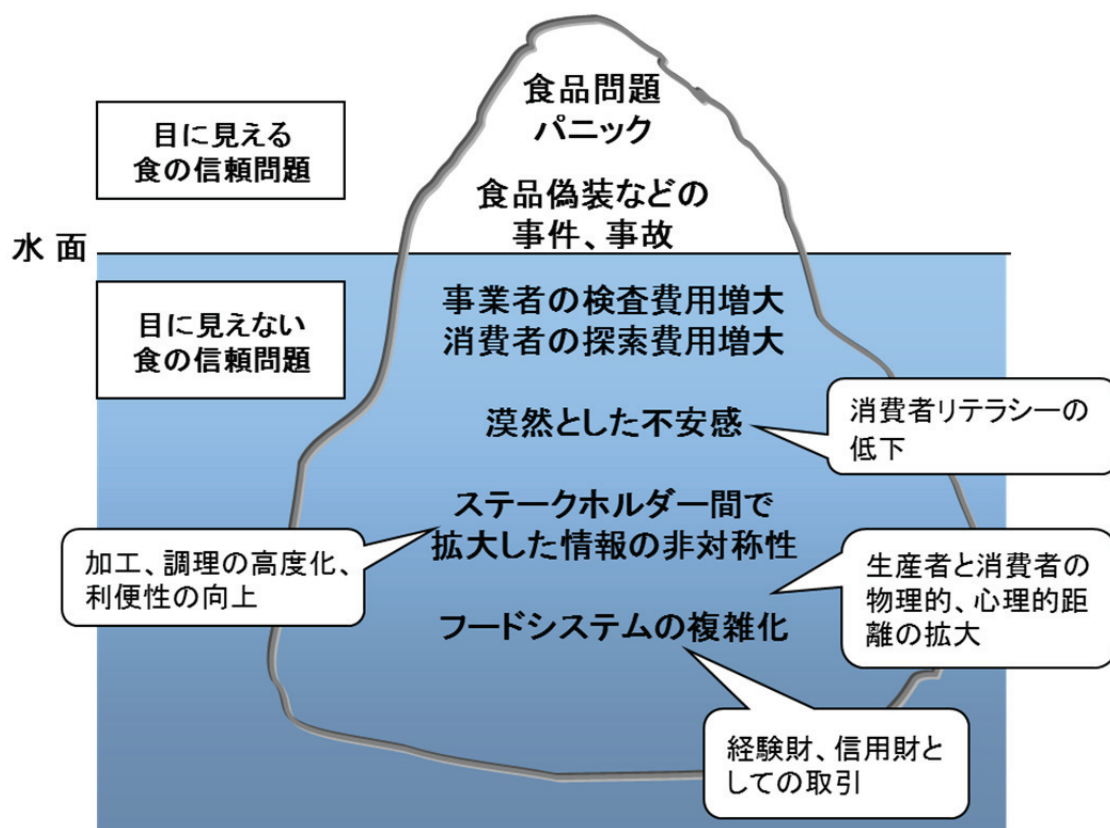 食品問題
パニック
目に見える
食の信頼問題
食品偽装などの
事件、事故
水面
目に見えない
食の信頼問題
事業者の検査費用増大
消費者の探索費用増大
漠然とした不安感
消費者リテラシーの
低下
ステークホルダー間で
拡大した情報の非対称性
加工、調理の高度化、
利便性の向上
生産者と消費者の
物理的、心理的距
離の拡大
フードシステムの複雑化
経験財、信用財と
しての取引